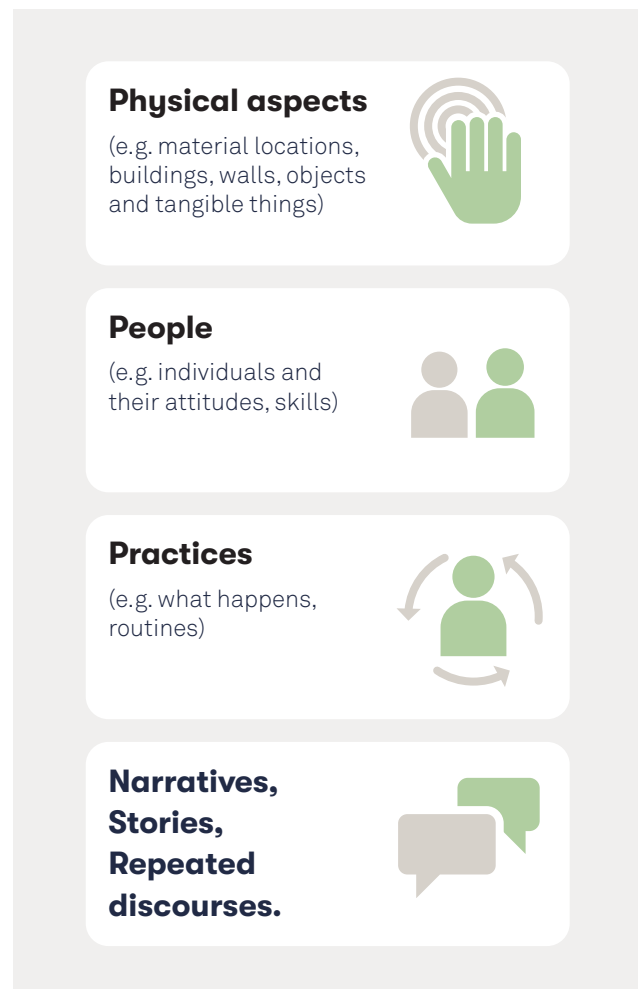 Physical aspects
(e.g. material locations,
buildings, walls, objects
and tangible things)
People
(e.g. individuals and
their attitudes, skills)
Practices
(e.g. what happens,
routines)
Narratives,
Stories,
Repeated
discourses.